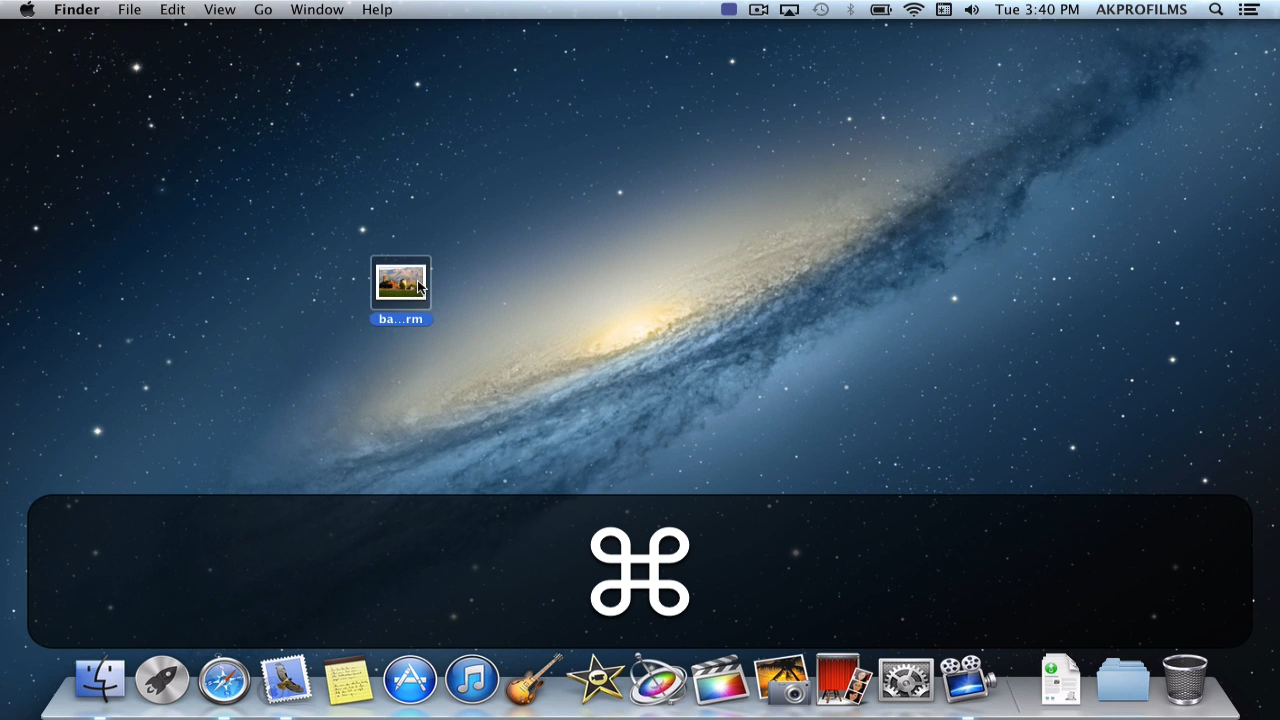 Finder File Edit View Go Window Help Tue 3:40 PM AKPROFILMS
ba...rm
⌘